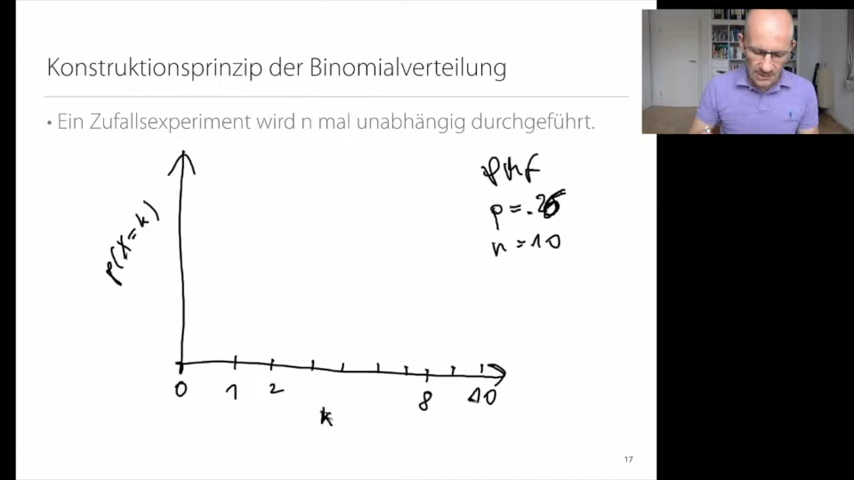 Konstruktionsprinzip der Binomialverteilung
• Ein Zufallsexperiment wird n mal unabhängig durchgeführt.
PMF
p(X=k)
n = 10
0 1 2 8 10
k
17